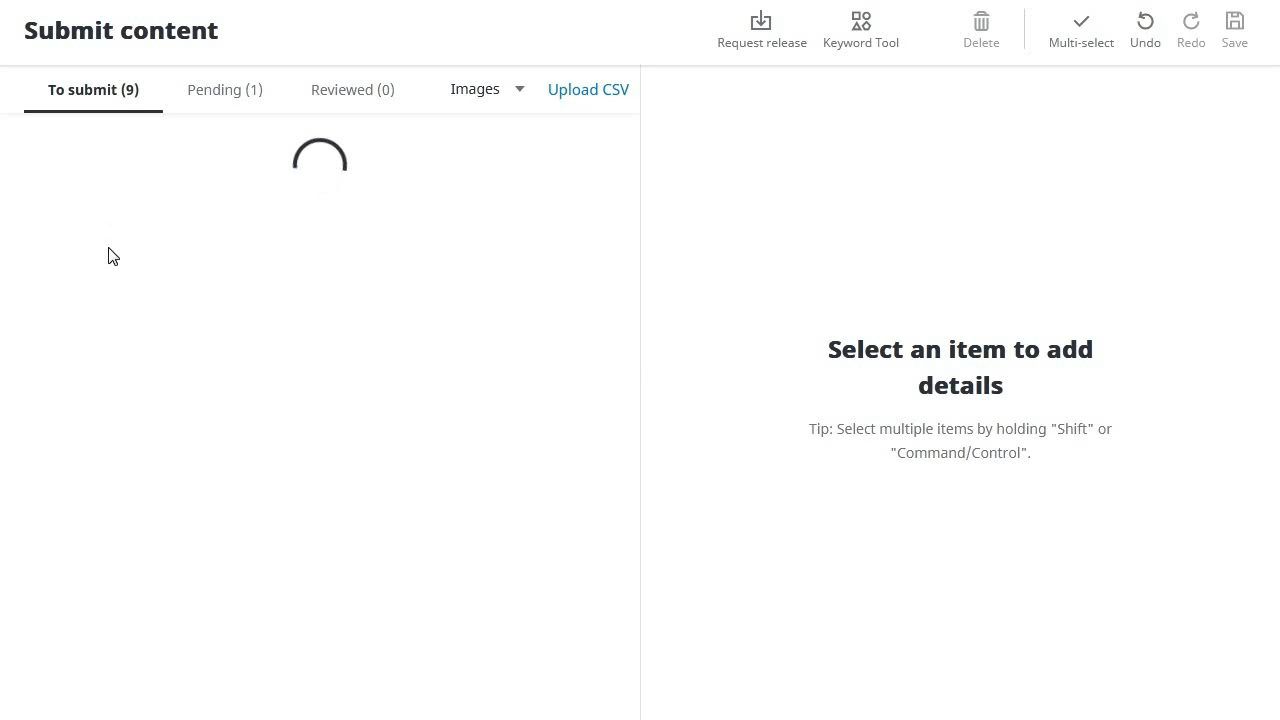 Submit content
Request release
Keyword Tool
Delete
Multi-select
Undo
Redo
Save
To submit (9)
Pending (1)
Reviewed (0)
Images
Upload CSV
Select an item to add
details
Tip: Select multiple items by holding "Shift" or
"Command/Control".